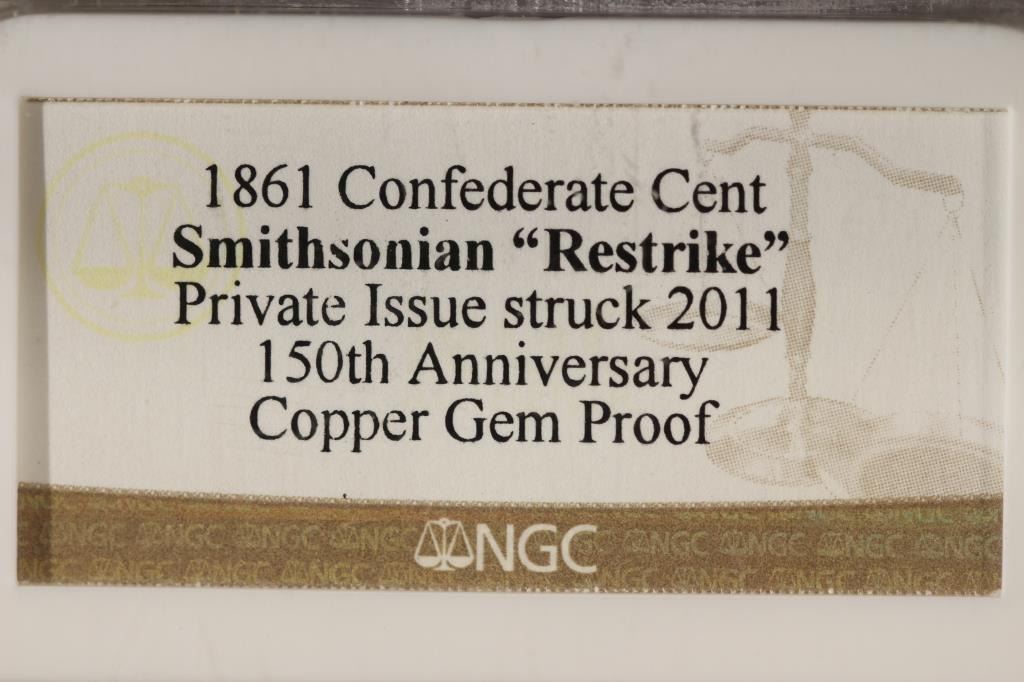 1861 Confederate Cent
Smithsonian “Restrike”
Private Issue struck 2011
150th Anniversary
Copper Gem Proof
NGC